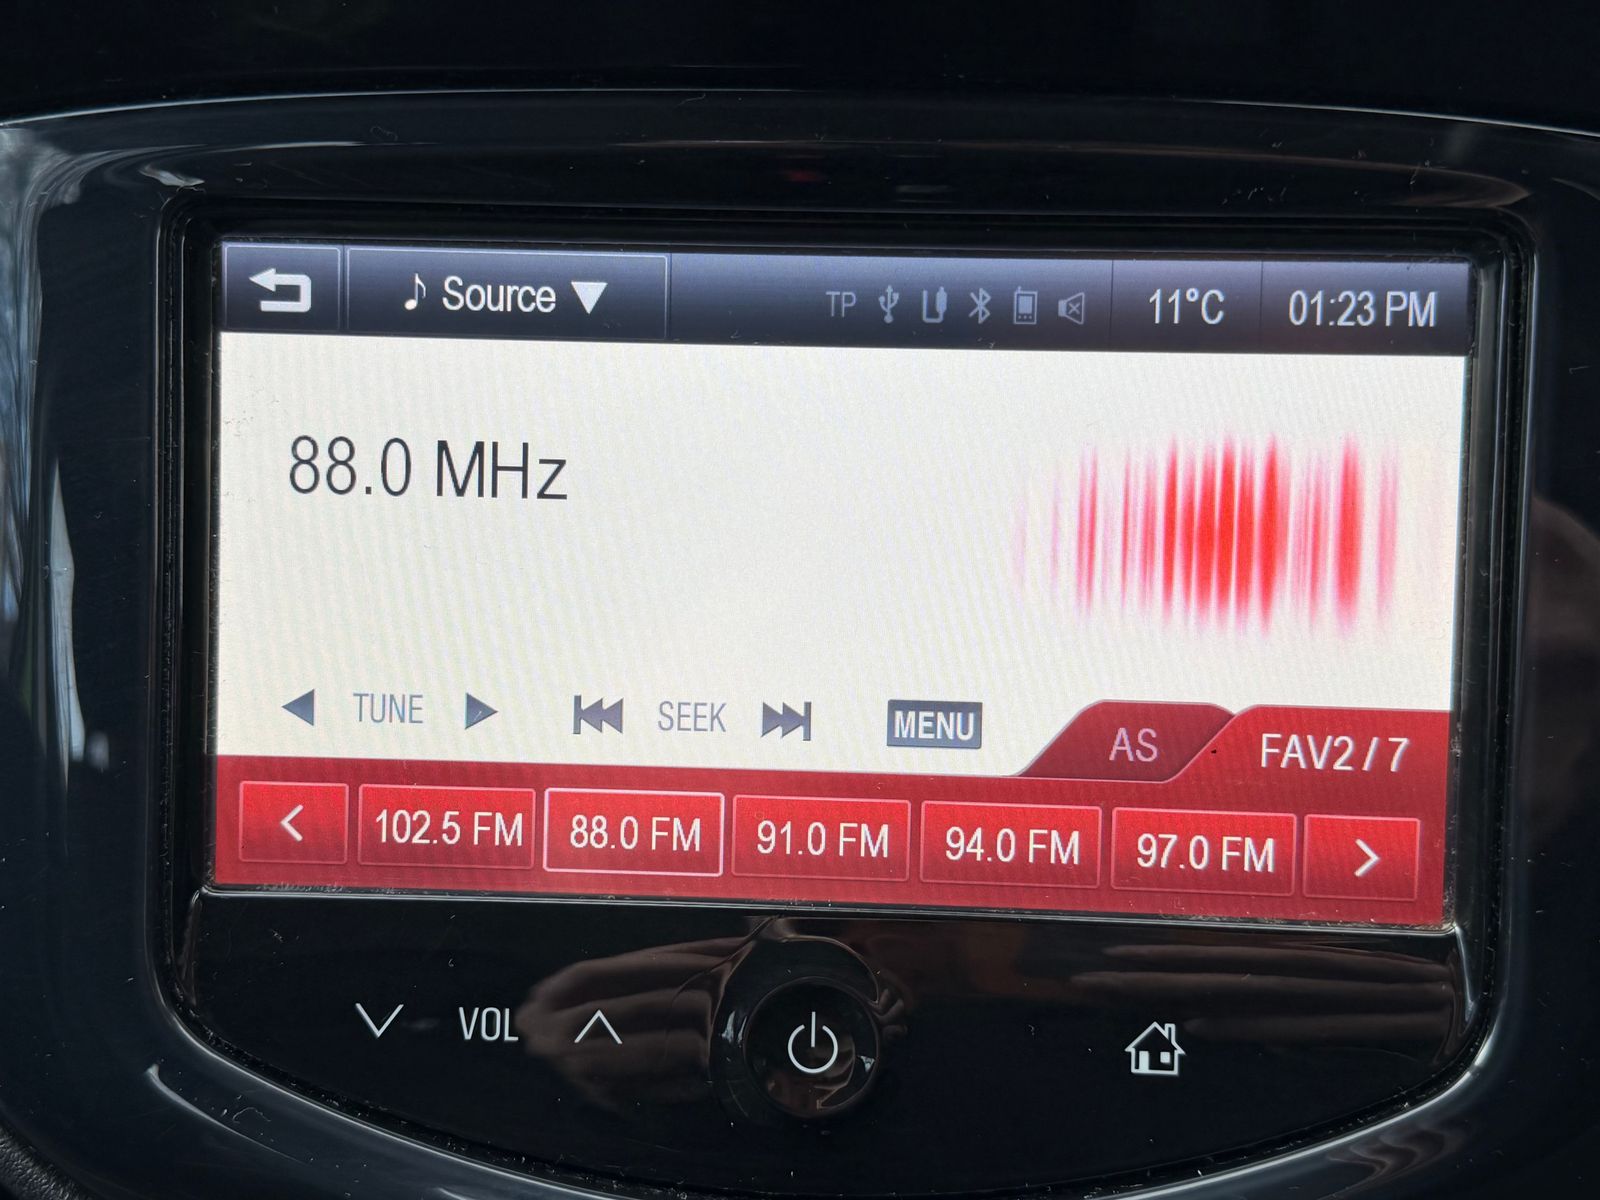 ♪ Source ▼ TP 11°C 01:23 PM
88.0 MHz
◀ TUNE ▶ SEEK MENU AS FAV2 / 7
< 102.5 FM 88.0 FM 91.0 FM 94.0 FM 97.0 FM >
VOL